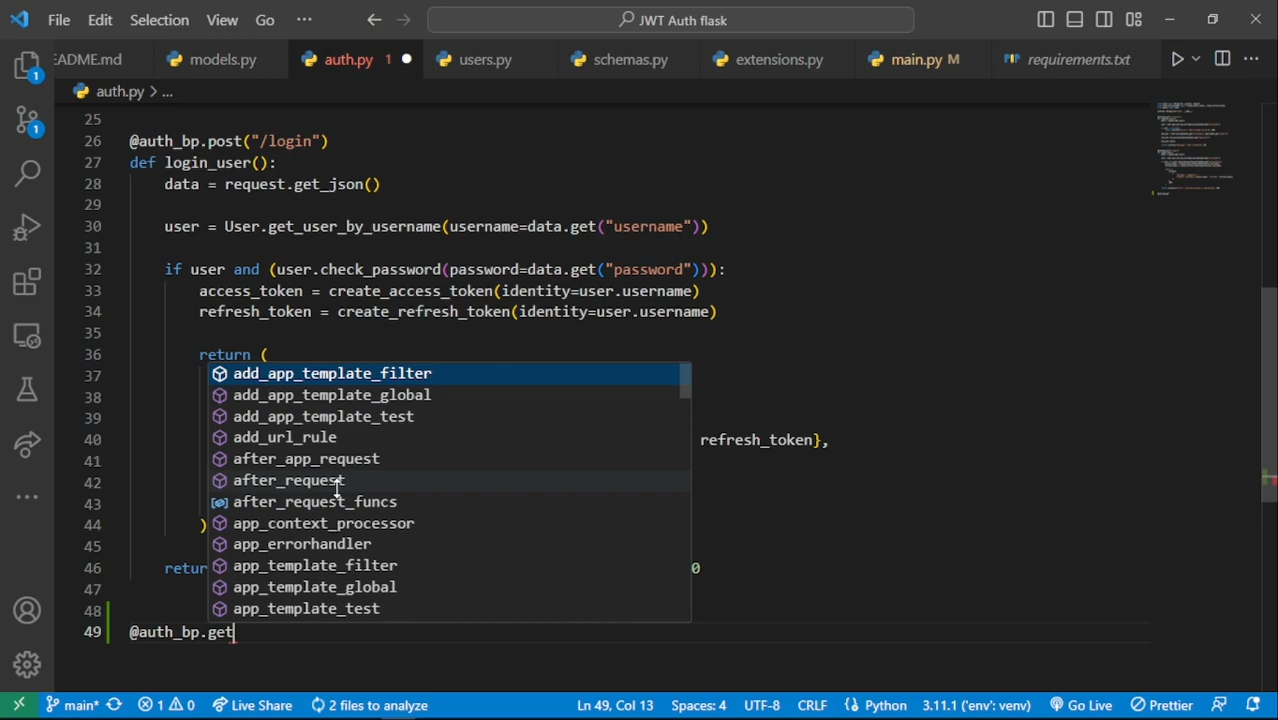 File Edit Selection View Go ··· JWT Auth flask
EADME.md models.py auth.py 1 users.py schemas.py extensions.py main.py M requirements.txt
auth.py > ...
25
26 @auth_bp.post("/login")
27 def login_user():
28 data = request.get_json()
29
30 user = User.get_user_by_username(username=data.get("username"))
31
32 if user and (user.check_password(password=data.get("password"))):
33 access_token = create_access_token(identity=user.username)
34 refresh_token = create_refresh_token(identity=user.username)
35
36 return (
37 add_app_template_filter
38 add_app_template_global
39 add_app_template_test
40 add_url_rule refresh_token},
41 after_app_request
42 after_request
43 after_request_funcs
44 ) app_context_processor
45 app_errorhandler
46 retur app_template_filter 0
47 app_template_global
48 app_template_test
49 @auth_bp.get
main* 1 0 Live Share 2 files to analyze Ln 49, Col 13 Spaces: 4 UTF-8 CRLF Python 3.11.1 ('env': venv) Go Live Prettier